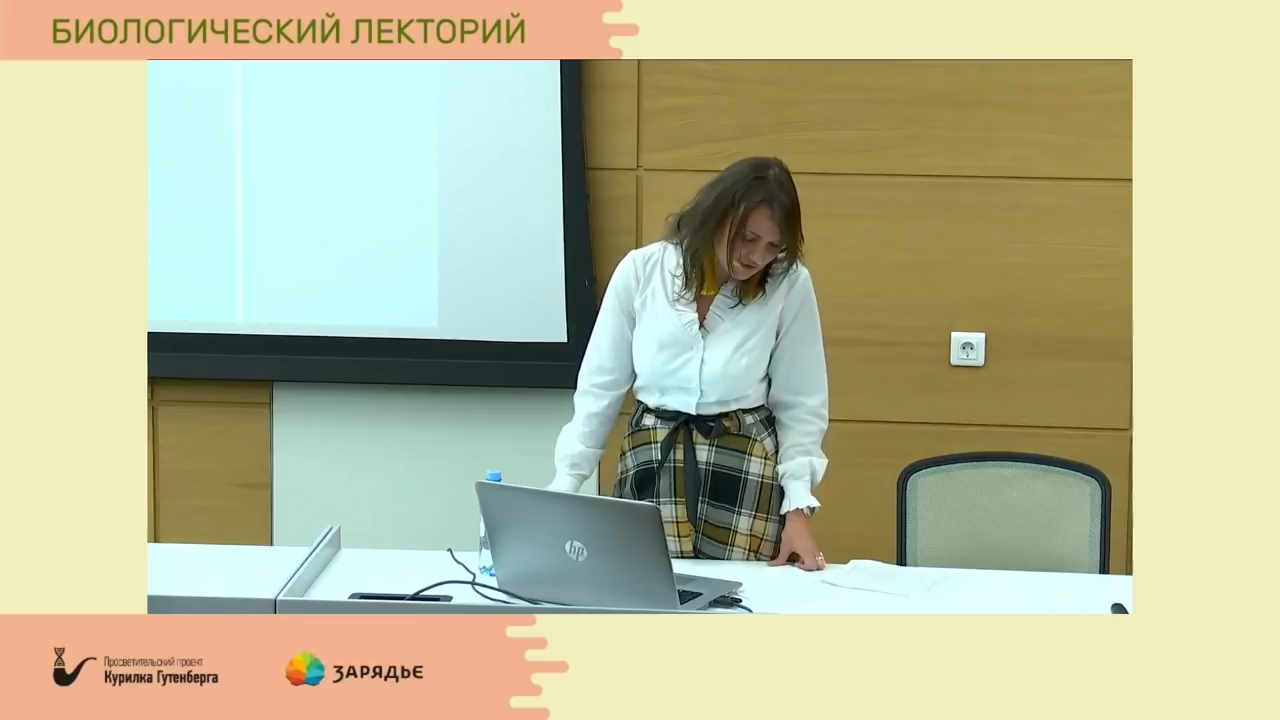 БИОЛОГИЧЕСКИЙ ЛЕКТОРИЙ
hp
Просветительский проект
Курилка Гутенберга
ЗАРЯДЬЕ